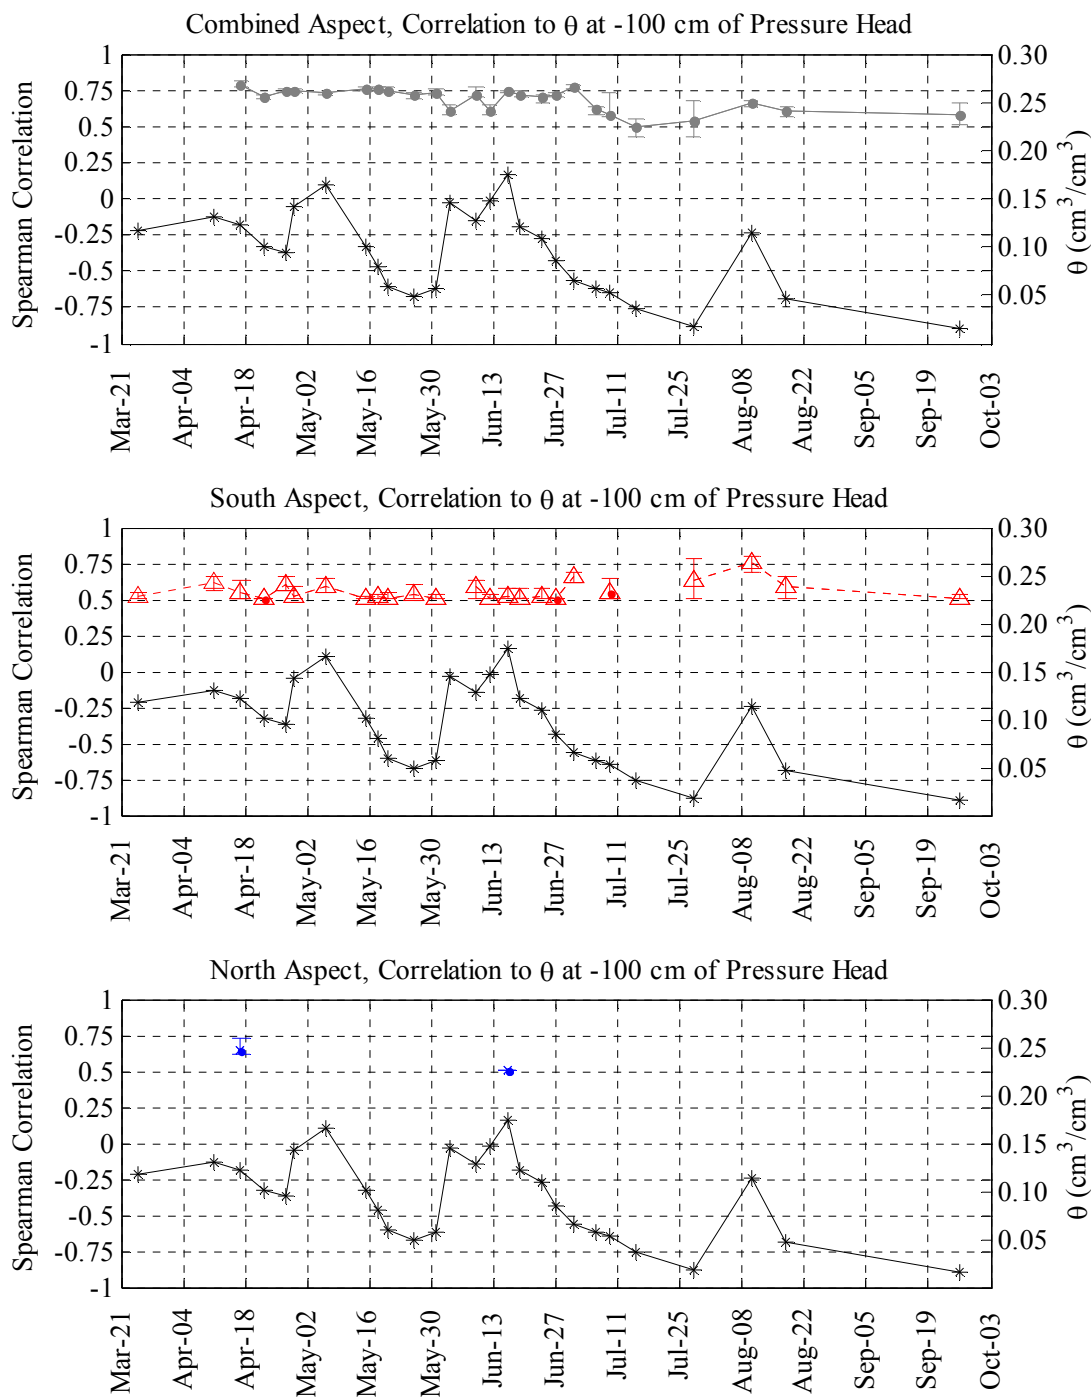 Combined Aspect, Correlation to θ at -100 cm of Pressure Head
1
0.75
0.5
0.25
0
-0.25
-0.5
-0.75
-1
Spearman Correlation
0.30
0.25
0.20
0.15
0.10
0.05
θ (cm³/cm³)
Mar-21
Apr-04
Apr-18
May-02
May-16
May-30
Jun-13
Jun-27
Jul-11
Jul-25
Aug-08
Aug-22
Sep-05
Sep-19
Oct-03
South Aspect, Correlation to θ at -100 cm of Pressure Head
1
0.75
0.5
0.25
0
-0.25
-0.5
-0.75
-1
Spearman Correlation
0.30
0.25
0.20
0.15
0.10
0.05
θ (cm³/cm³)
Mar-21
Apr-04
Apr-18
May-02
May-16
May-30
Jun-13
Jun-27
Jul-11
Jul-25
Aug-08
Aug-22
Sep-05
Sep-19
Oct-03
North Aspect, Correlation to θ at -100 cm of Pressure Head
1
0.75
0.5
0.25
0
-0.25
-0.5
-0.75
-1
Spearman Correlation
0.30
0.25
0.20
0.15
0.10
0.05
θ (cm³/cm³)
Mar-21
Apr-04
Apr-18
May-02
May-16
May-30
Jun-13
Jun-27
Jul-11
Jul-25
Aug-08
Aug-22
Sep-05
Sep-19
Oct-03